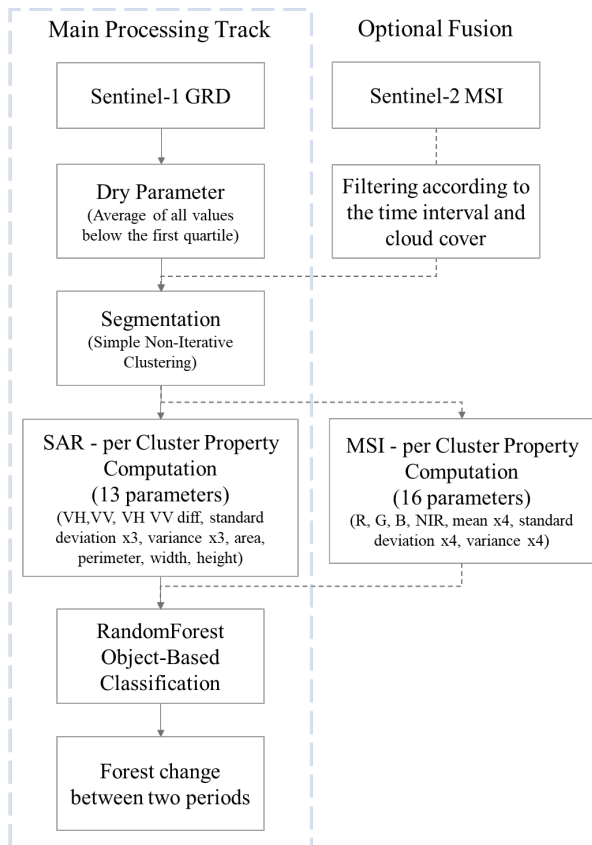 Main Processing Track
Optional Fusion
Sentinel-1 GRD
Sentinel-2 MSI
Dry Parameter
(Average of all values
below the first quartile)
Filtering according to
the time interval and
cloud cover
Segmentation
(Simple Non-Iterative
Clustering)
SAR - per Cluster Property
Computation
(13 parameters)
(VH,VV, VH VV diff, standard
deviation x3, variance x3, area,
perimeter, width, height)
MSI - per Cluster Property
Computation
(16 parameters)
(R, G, B, NIR, mean x4, standard
deviation x4, variance x4)
RandomForest
Object-Based
Classification
Forest change
between two periods